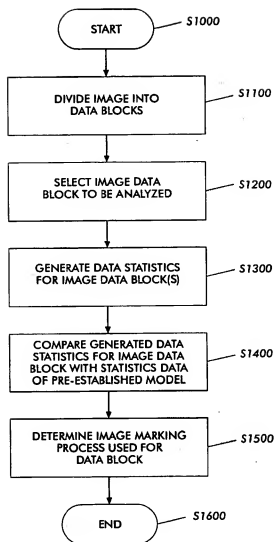 START
S1000
DIVIDE IMAGE INTO
DATA BLOCKS
S1100
SELECT IMAGE DATA
BLOCK TO BE ANALYZED
S1200
GENERATE DATA STATISTICS
FOR IMAGE DATA BLOCK(S)
S1300
COMPARE GENERATED DATA
STATISTICS FOR IMAGE DATA
BLOCK WITH STATISTICS DATA
OF PRE-ESTABLISHED MODEL
S1400
DETERMINE IMAGE MARKING
PROCESS USED FOR
DATA BLOCK
S1500
END
S1600